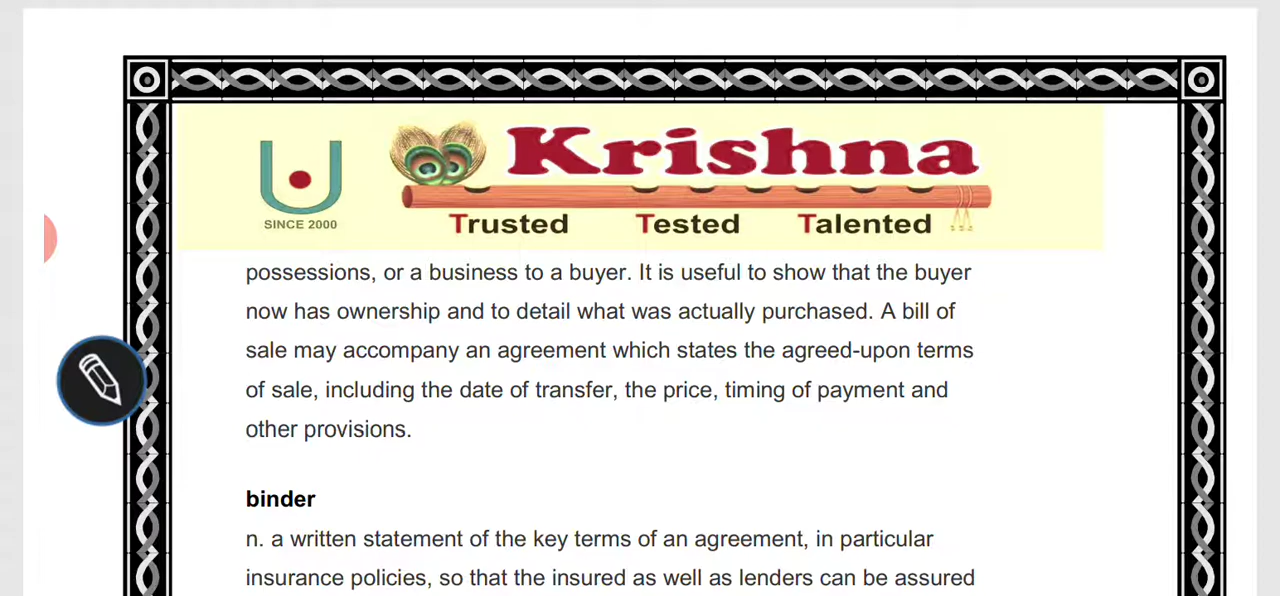 Krishna
SINCE 2000
Trusted Tested Talented
possessions, or a business to a buyer. It is useful to show that the buyer
now has ownership and to detail what was actually purchased. A bill of
sale may accompany an agreement which states the agreed-upon terms
of sale, including the date of transfer, the price, timing of payment and
other provisions.
binder
n. a written statement of the key terms of an agreement, in particular
insurance policies, so that the insured as well as lenders can be assured